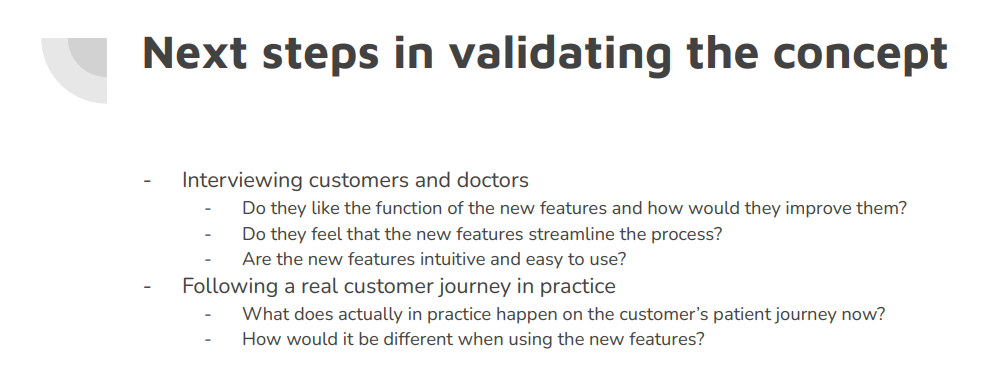 Next steps in validating the concept
- Interviewing customers and doctors
- Do they like the function of the new features and how would they improve them?
- Do they feel that the new features streamline the process?
- Are the new features intuitive and easy to use?
- Following a real customer journey in practice
- What does actually in practice happen on the customer’s patient journey now?
- How would it be different when using the new features?